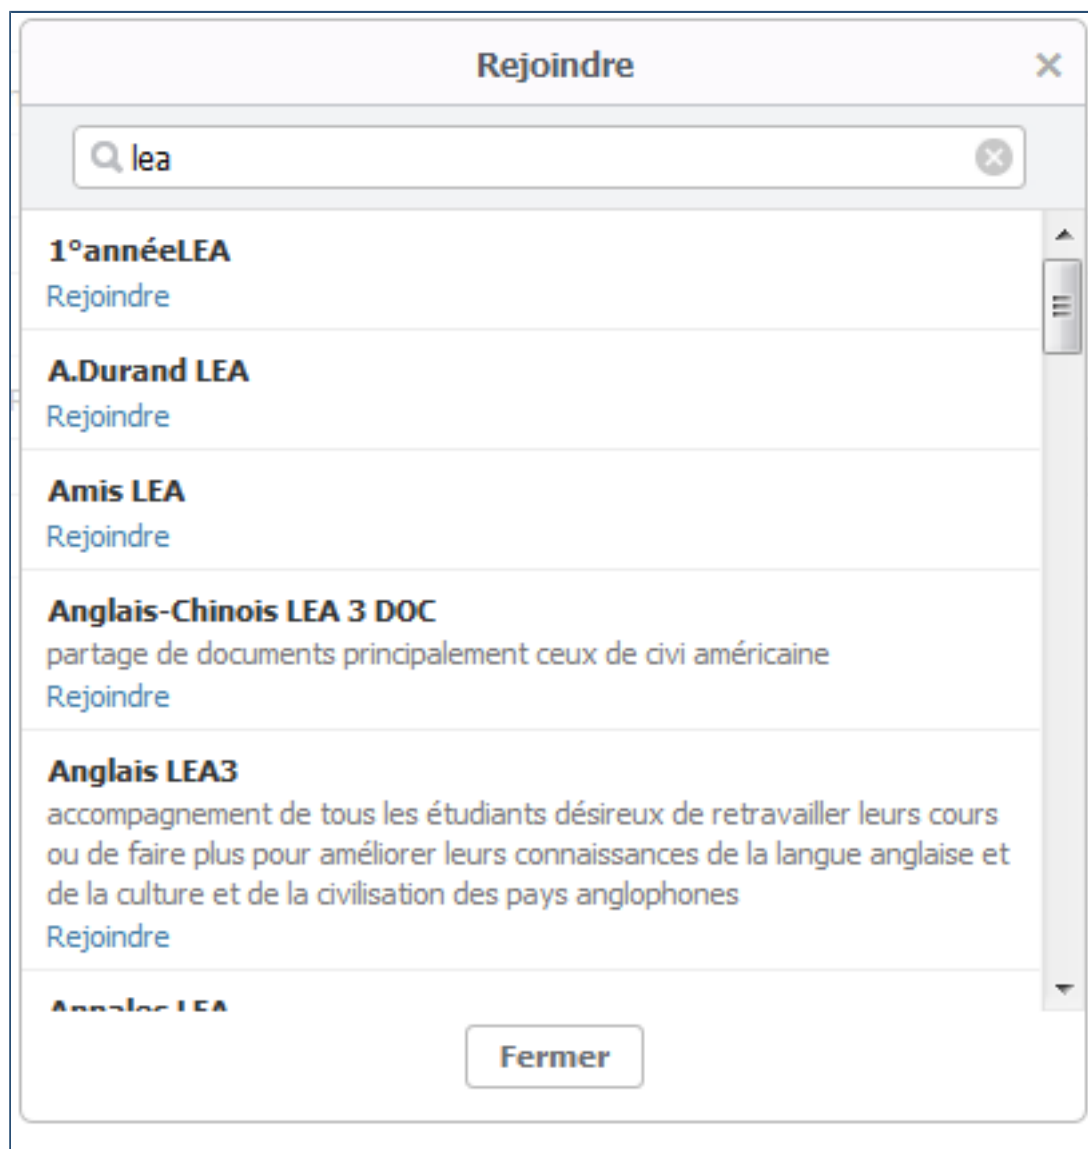 Rejoindre
lea
1°annéeLEA
Rejoindre
A.Durand LEA
Rejoindre
Amis LEA
Rejoindre
Anglais-Chinois LEA 3 DOC
partage de documents principalement ceux de civi américaine
Rejoindre
Anglais LEA3
accompagnement de tous les étudiants désireux de retravailler leurs cours
ou de faire plus pour améliorer leurs connaissances de la langue anglaise et
de la culture et de la civilisation des pays anglophones
Rejoindre
Annales LEA
Fermer